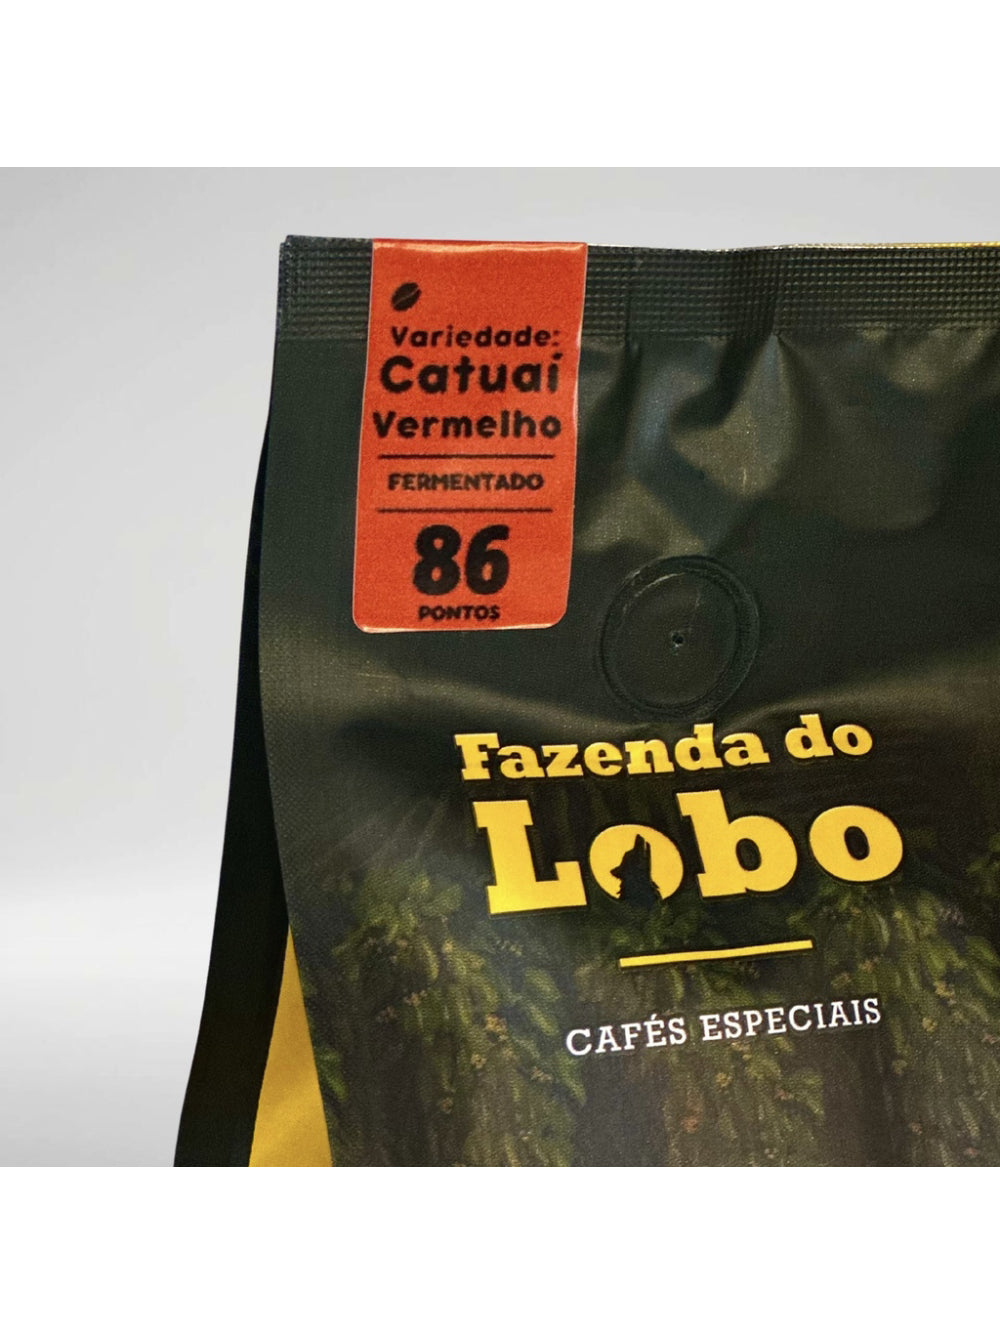 Variedade:
Catuaí
Vermelho
FERMENTADO
86
PONTOS
Fazenda do
Lobo
CAFÉS ESPECIAIS